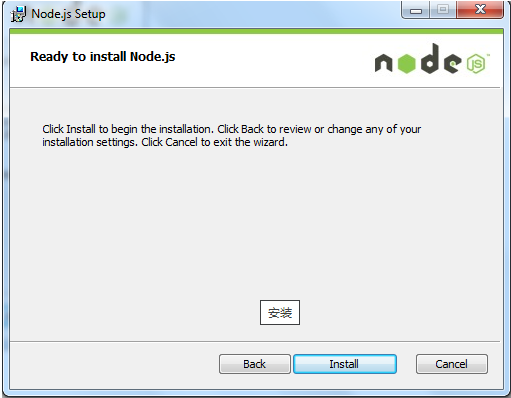 Node.js Setup
Ready to install Node.js
node
JS
Click Install to begin the installation. Click Back to review or change any of your
installation settings. Click Cancel to exit the wizard.
安装
Back
Install
Cancel